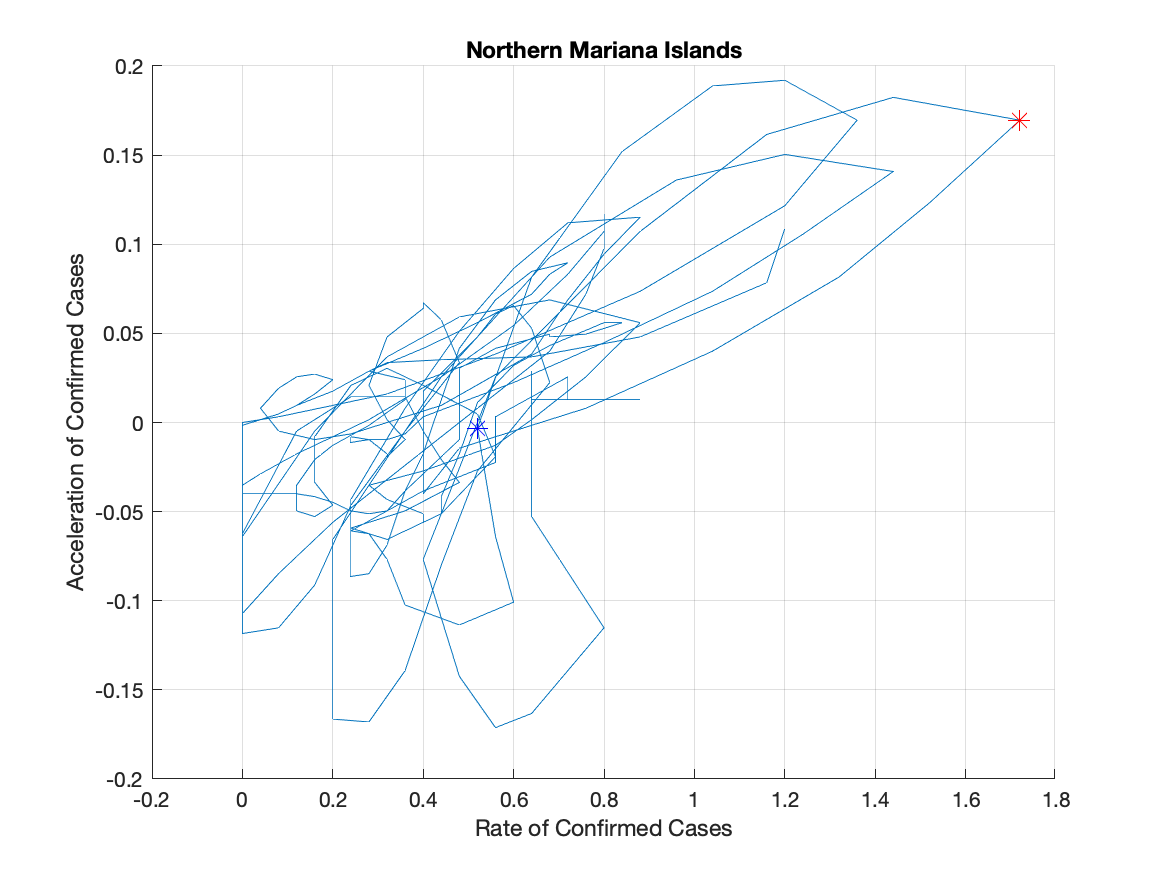 Northern Mariana Islands
0.2
0.15
0.1
0.05
0
-0.05
-0.1
-0.15
-0.2
Acceleration of Confirmed Cases
-0.2 0 0.2 0.4 0.6 0.8 1 1.2 1.4 1.6 1.8
Rate of Confirmed Cases